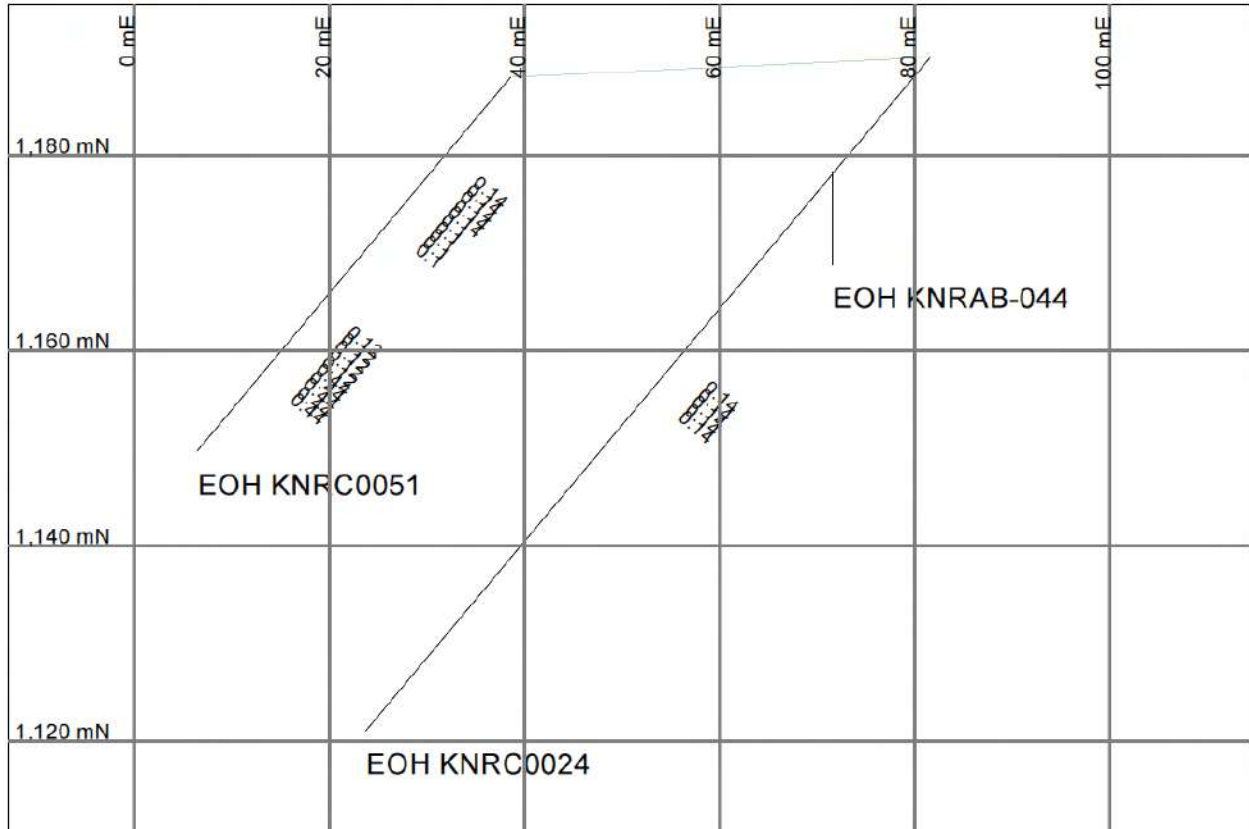 0 mE
20 mE
40 mE
60 mE
80 mE
100 mE
1,180 mN
EOH KNRAB-044
1,160 mN
EOH KNRC0051
1,140 mN
1,120 mN
EOH KNRC0024